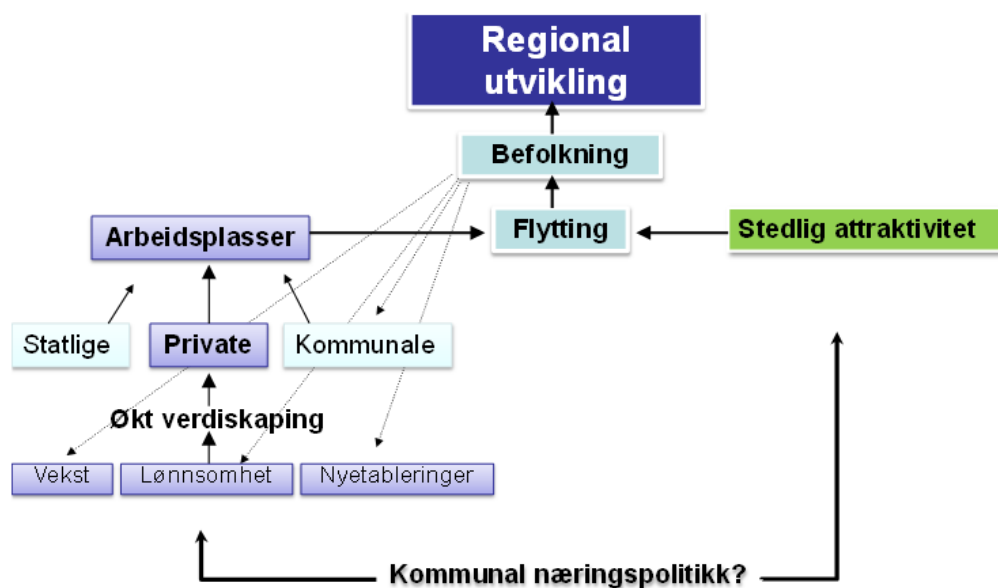 Regional
utvikling
Befolkning
Arbeidsplasser
Flytting
Stedlig attraktivitet
Statlige
Private
Kommunale
Økt verdiskaping
Vekst
Lønnsomhet
Nyetableringer
Kommunal næringspolitikk?